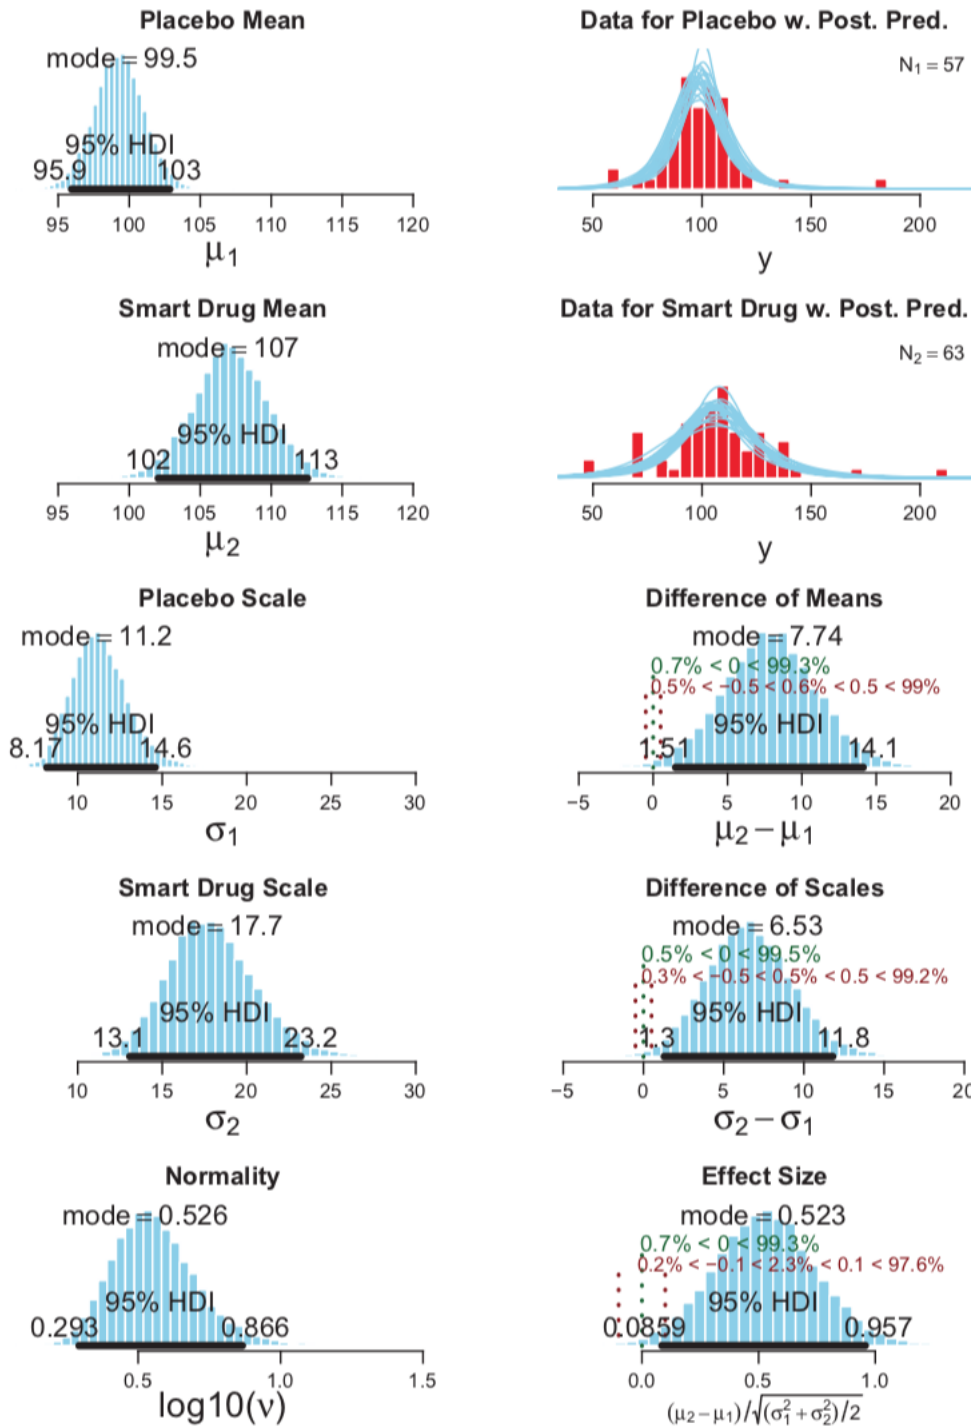 Placebo Mean
mode = 99.5
95% HDI
95.9 103
95 100 105 110 115 120
μ1
Data for Placebo w. Post. Pred.
N1 = 57
50 100 150 200
y
Smart Drug Mean
mode = 107
95% HDI
102 113
95 100 105 110 115 120
μ2
Data for Smart Drug w. Post. Pred.
N2 = 63
50 100 150 200
y
Placebo Scale
mode = 11.2
95% HDI
8.17 14.6
10 15 20 25 30
σ1
Difference of Means
mode = 7.74
0.7% < 0 < 99.3%
0.5% < −0.5 < 0.6% < 0.5 < 99%
95% HDI
1.51 14.1
−5 0 5 10 15 20
μ2 − μ1
Smart Drug Scale
mode = 17.7
95% HDI
13.1 23.2
10 15 20 25 30
σ2
Difference of Scales
mode = 6.53
0.5% < 0 < 99.5%
0.3% < −0.5 < 0.5% < 0.5 < 99.2%
95% HDI
1.3 11.8
−5 0 5 10 15 20
σ2 − σ1
Normality
mode = 0.526
95% HDI
0.293 0.866
0.5 1.0 1.5
log10(ν)
Effect Size
mode = 0.523
0.7% < 0 < 99.3%
0.2% < −0.1 < 2.3% < 0.1 < 97.6%
95% HDI
0.0859 0.957
0.0 0.5 1.0
(μ2 − μ1)/√(σ1² + σ2²)/2